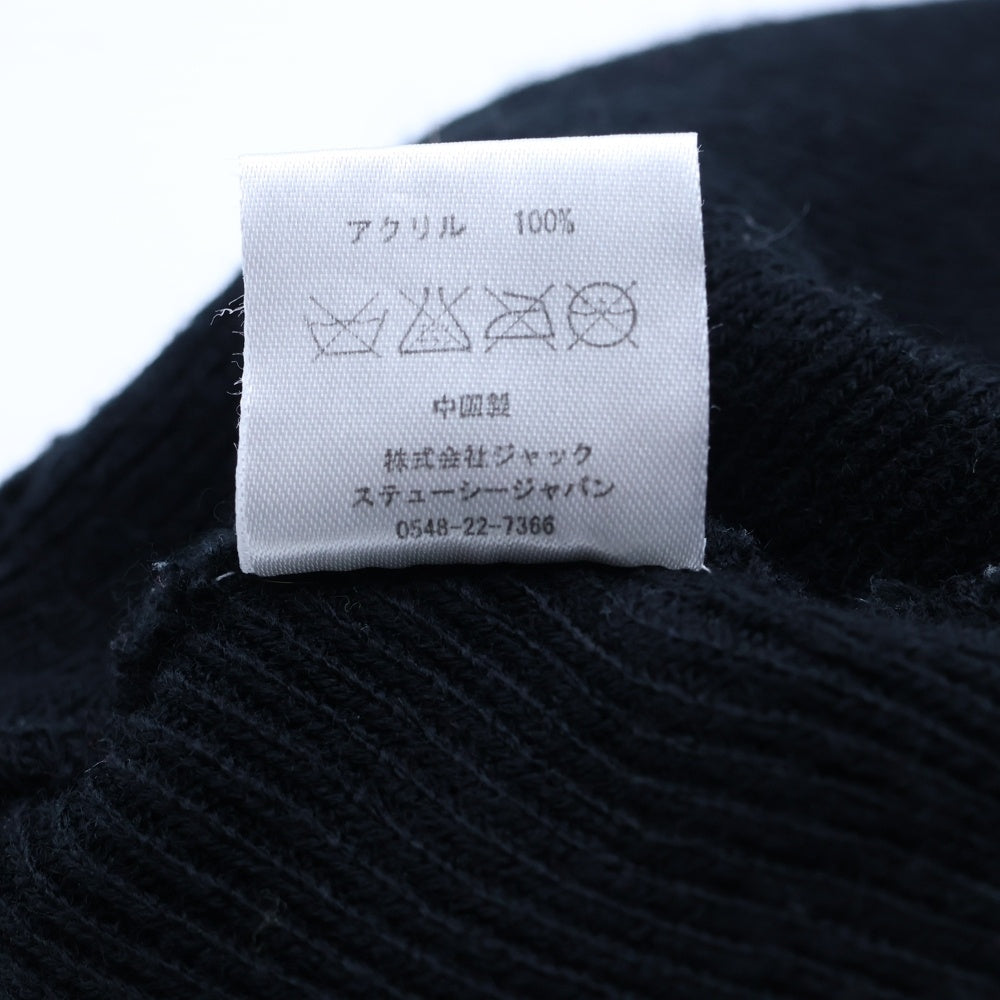 アクリル 100%
中国製
株式会社ジャック
ステューシージャパン
0548-22-7366